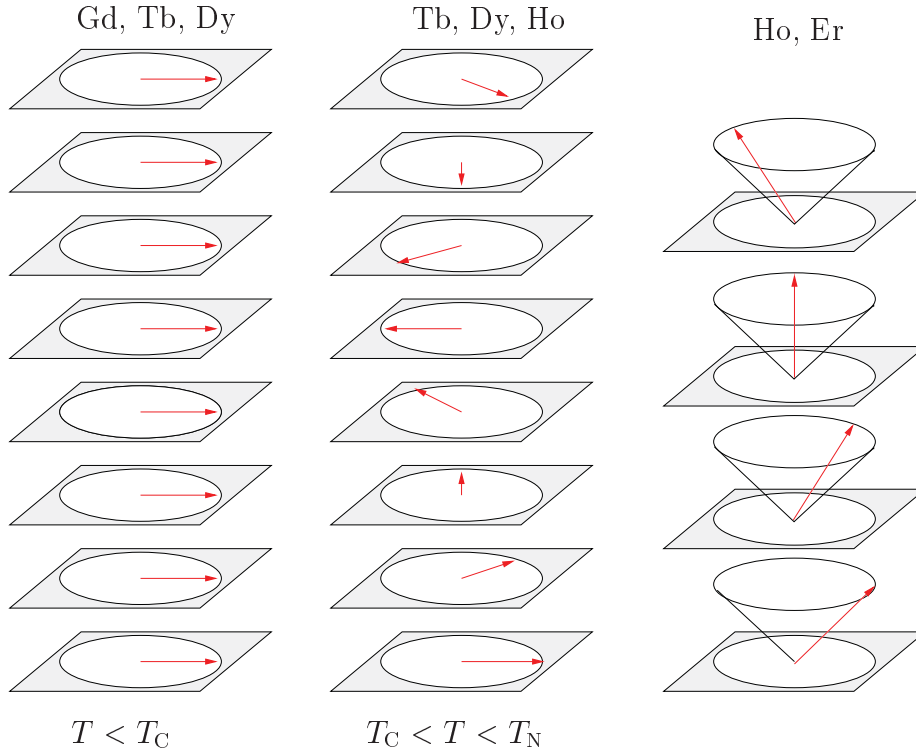 Gd, Tb, Dy
Tb, Dy, Ho
Ho, Er
T < T_C
T_C < T < T_N